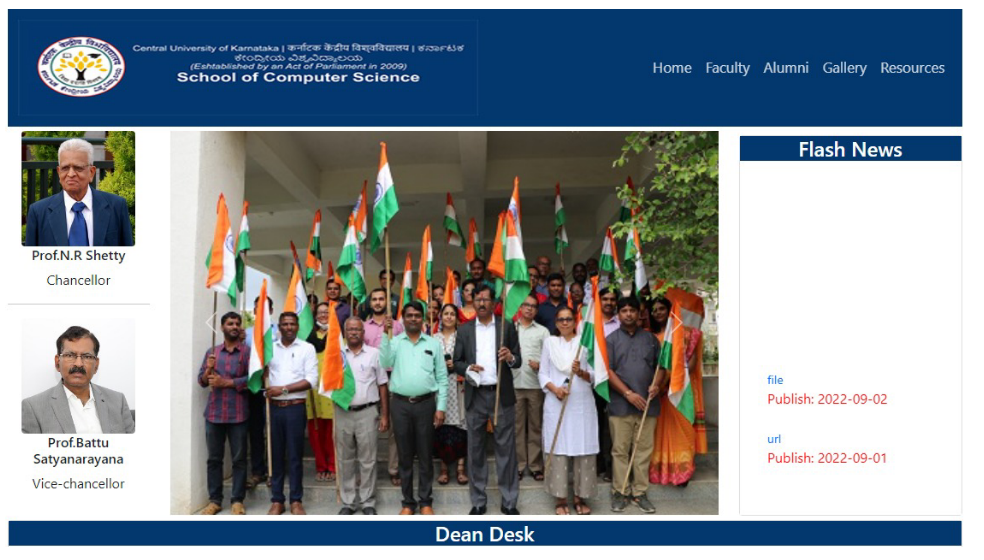 Central University of Karnataka | कर्नाटक केंद्रीय विश्वविद्यालय | ಕರ್ನಾಟಕ
ಕೇಂದ್ರೀಯ ವಿಶ್ವವಿದ್ಯಾಲಯ
(Eshtablished by an Act of Parliament in 2009)
School of Computer Science
Home Faculty Alumni Gallery Resources
Prof.N.R Shetty
Chancellor
Prof.Battu
Satyanarayana
Vice-chancellor
Flash News
file
Publish: 2022-09-02
url
Publish: 2022-09-01
Dean Desk